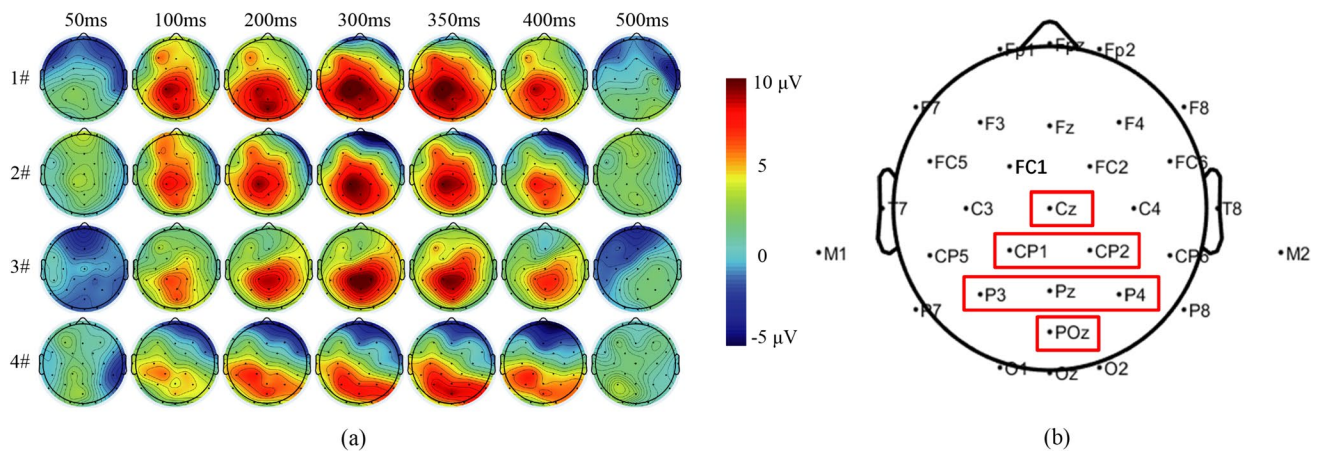 50ms 100ms 200ms 300ms 350ms 400ms 500ms
1#
2#
3#
4#
10 μV
5
0
-5 μV
(a)
Fp1 Fpz Fp2
F7 F8
F3 Fz F4
FC5 FC1 FC2 FC6
T7 C3 Cz C4 T8
M1 CP5 CP1 CP2 CP6 M2
P3 Pz P4
P7 P8
POz
O1 Oz O2
(b)